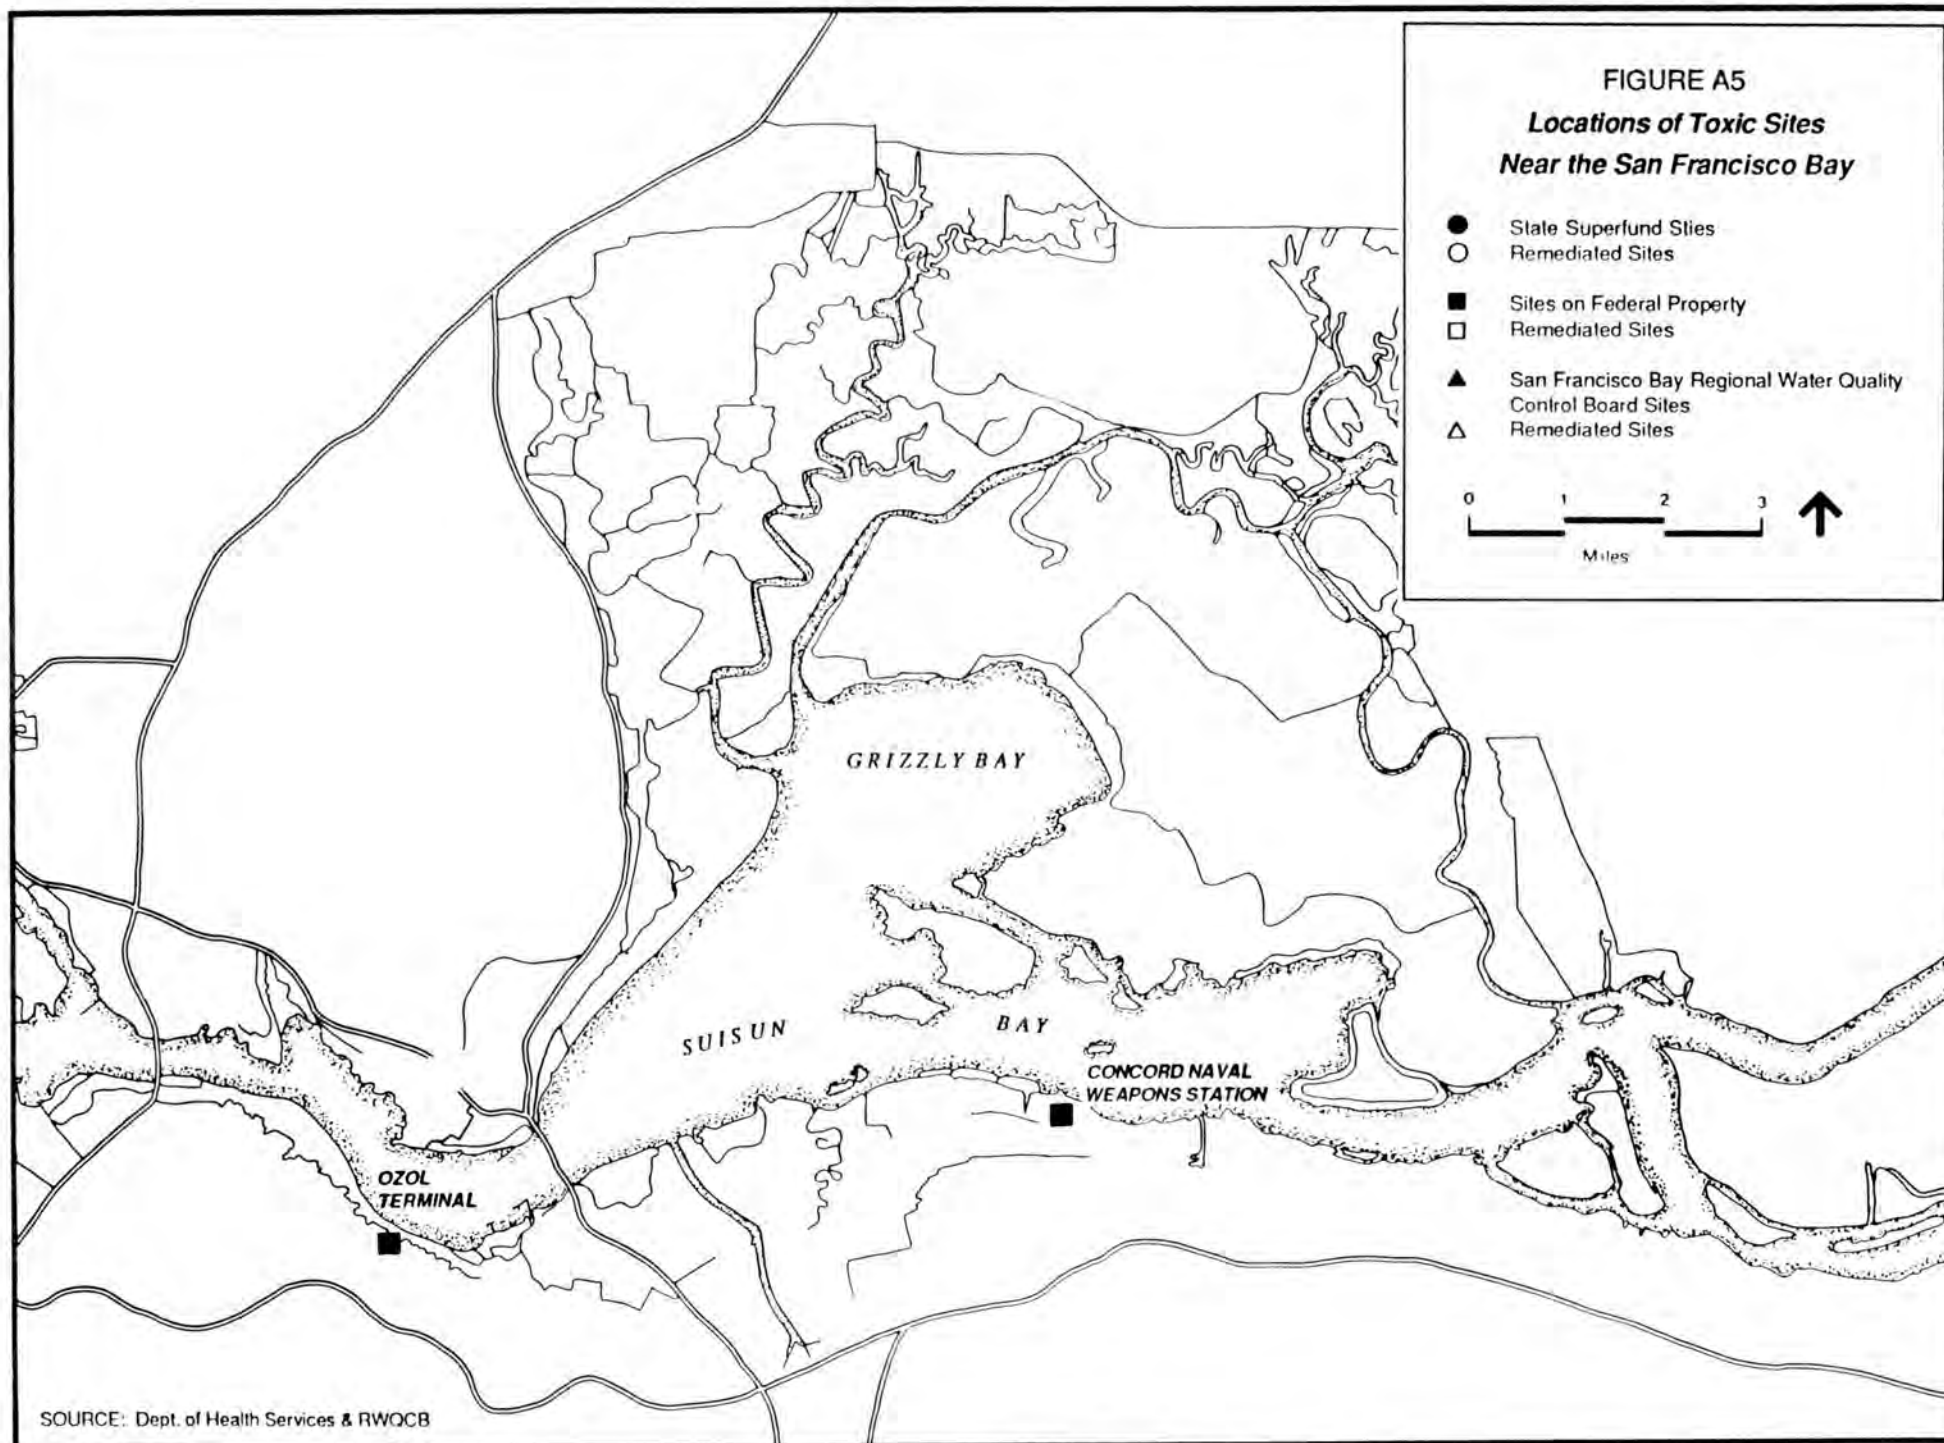 FIGURE A5
Locations of Toxic Sites
Near the San Francisco Bay
State Superfund Sties
Remediated Sites
Sites on Federal Property
Remediated Sites
San Francisco Bay Regional Water Quality
Control Board Sites
Remediated Sites
0 1 2 3
Miles
GRIZZLY BAY
SUISUN BAY
CONCORD NAVAL
WEAPONS STATION
OZOL
TERMINAL
SOURCE: Dept. of Health Services & RWQCB